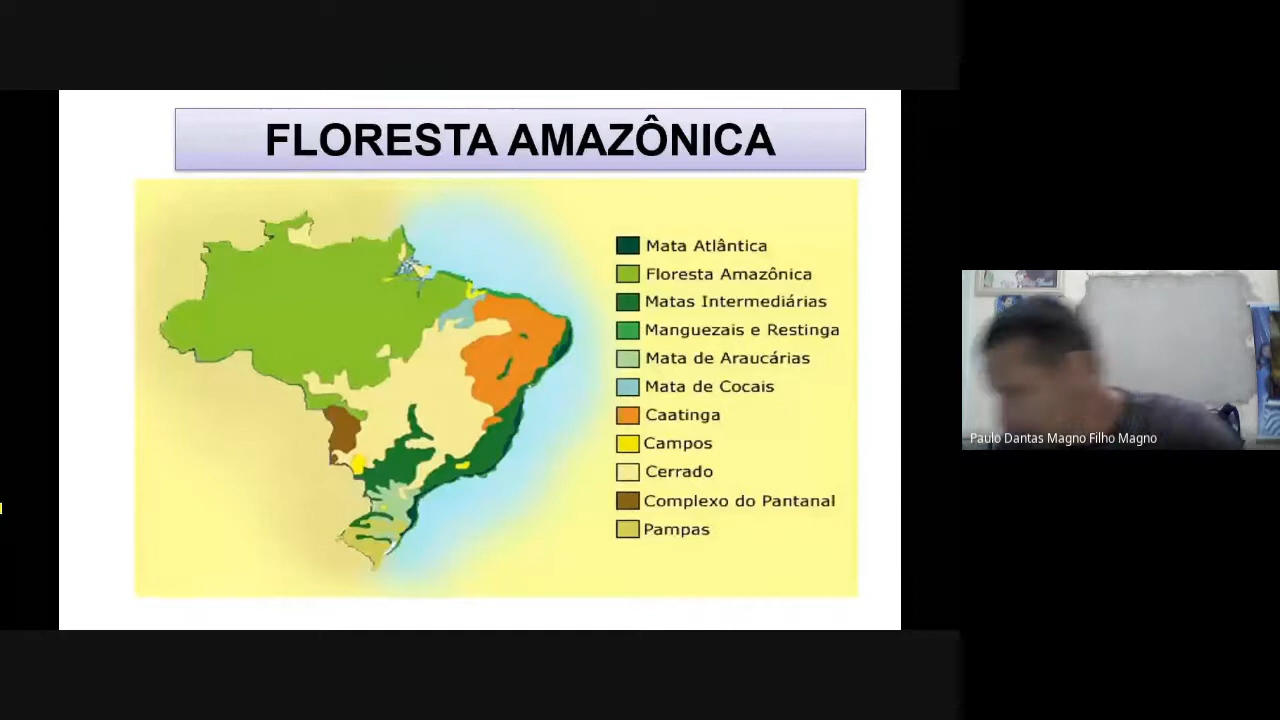 FLORESTA AMAZÔNICA
Mata Atlântica
Floresta Amazônica
Matas Intermediárias
Manguezais e Restinga
Mata de Araucárias
Mata de Cocais
Caatinga
Campos
Cerrado
Complexo do Pantanal
Pampas
Paulo Dantas Magno Filho Magno